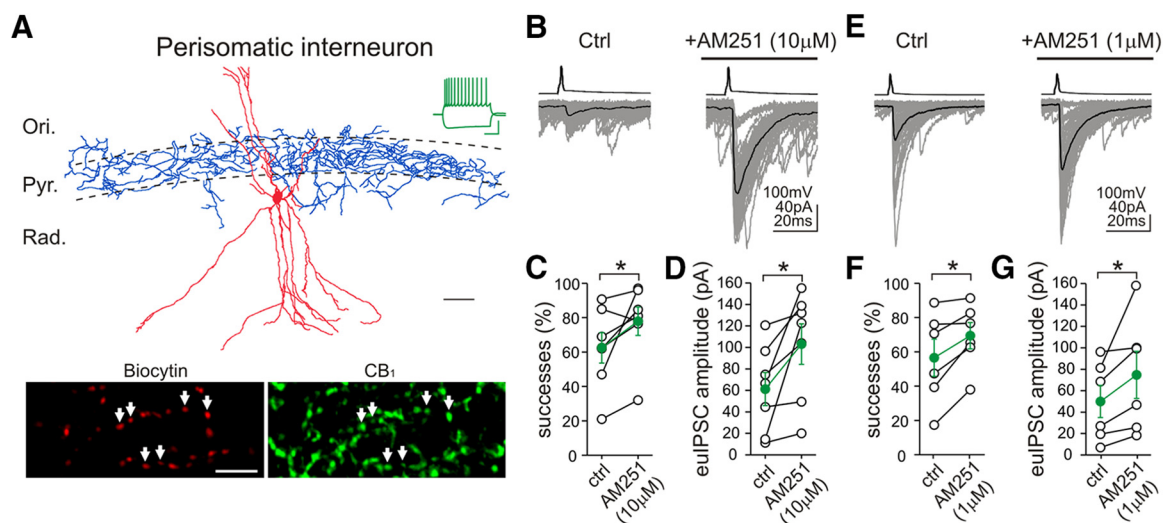 A
Perisomatic interneuron
Ori.
Pyr.
Rad.
Biocytin
CB1
B
Ctrl
+AM251 (10μM)
100mV
40pA
20ms
E
Ctrl
+AM251 (1μM)
100mV
40pA
20ms
C
*
successes (%)
100
80
60
40
20
0
ctrl
AM251
(10μM)
D
*
euIPSC amplitude (pA)
160
140
120
100
80
60
40
20
0
ctrl
AM251
(10μM)
F
*
successes (%)
100
80
60
40
20
0
ctrl
AM251
(1μM)
G
*
euIPSC amplitude (pA)
160
140
120
100
80
60
40
20
0
ctrl
AM251
(1μM)